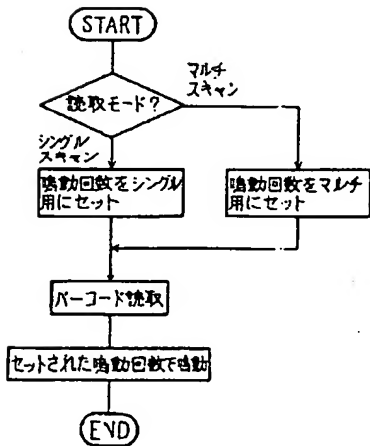 START
読取モード?
マルチ
スキャン
シングル
スキャン
鳴動回数をシングル
用にセット
鳴動回数をマルチ
用にセット
バーコード読取
セットされた鳴動回数で鳴動
END